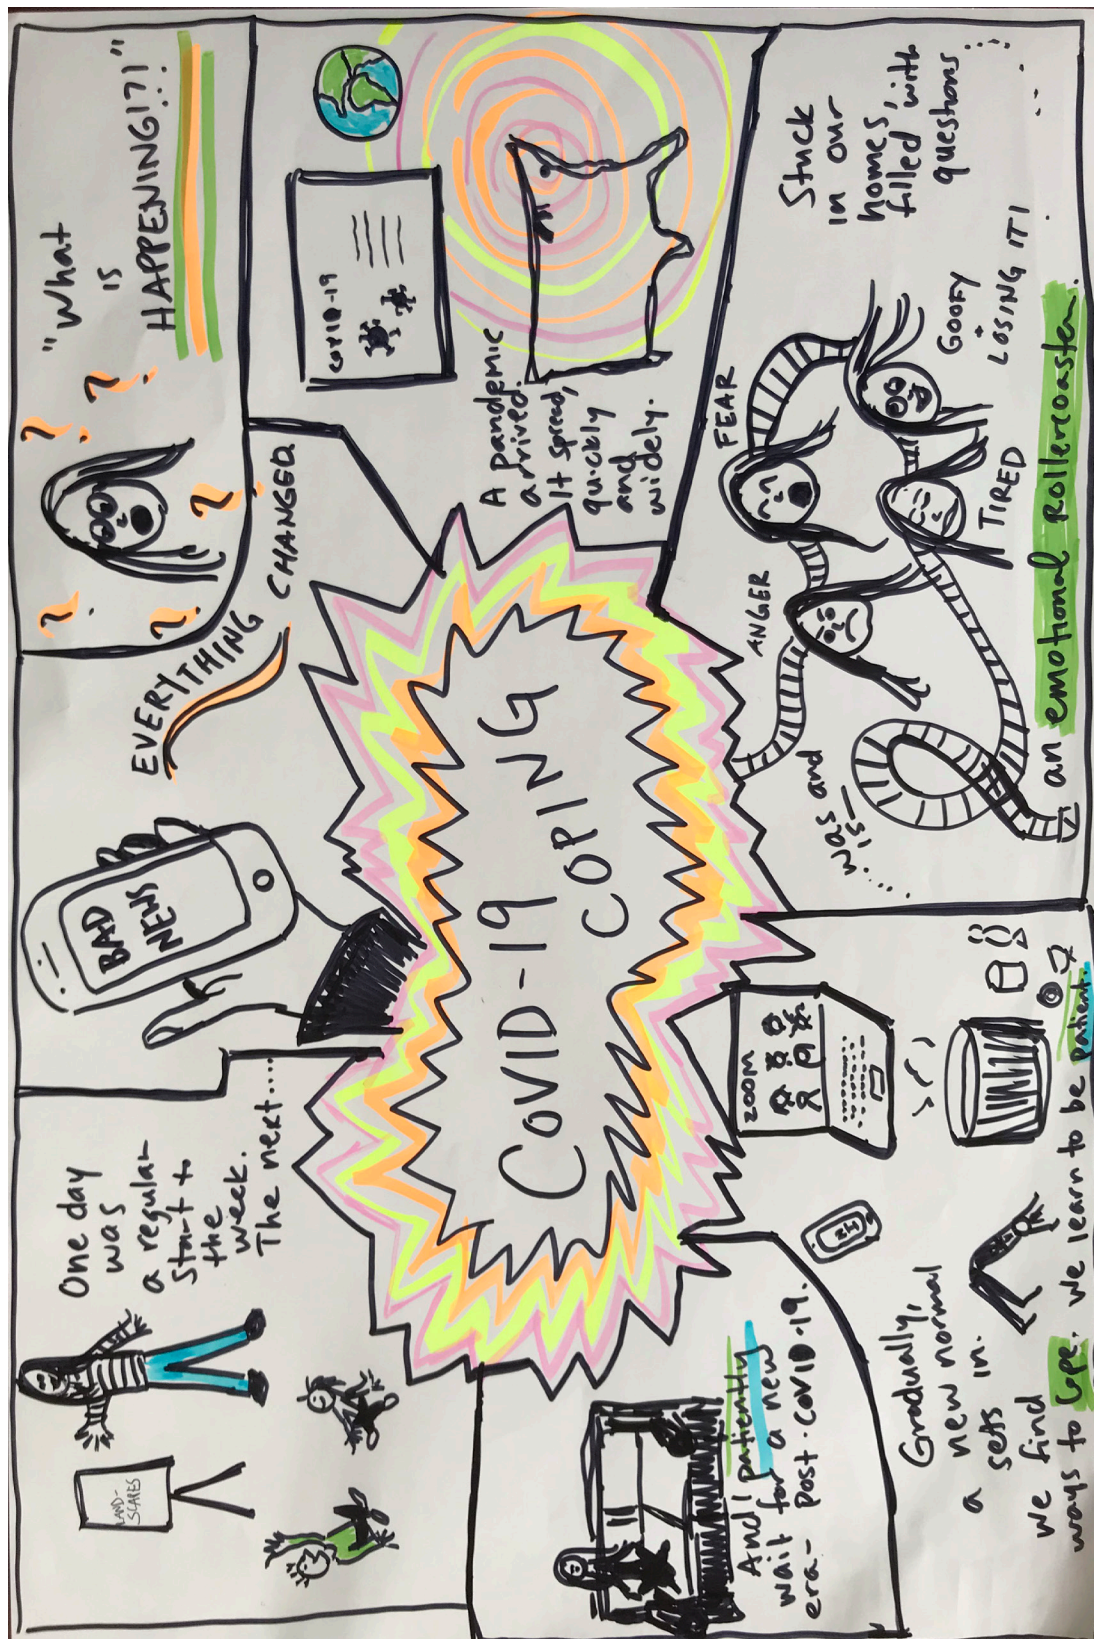 COVID-19
COPING
One day
was
a regular
start to
the
week.
The next.....
LAND-
SCAPES
BAD
NEWS
EVERYTHING
CHANGED
"What
is
HAPPENING!?!"
? ? ? ? ?
COVID-19
A pandemic
arrived.
It spread,
quickly
and
widely.
Stuck
in our
homes,
filled with
questions
was and
is
ANGER
FEAR
TIRED
GOOFY
+
LOSING IT!
an emotional rollercoaster.
ZOOM
Hi
Gradually,
a new normal
sets in.
we find
ways to cope. we learn to be patient.
And I patiently
wait for a new
era- post-COVID-19.